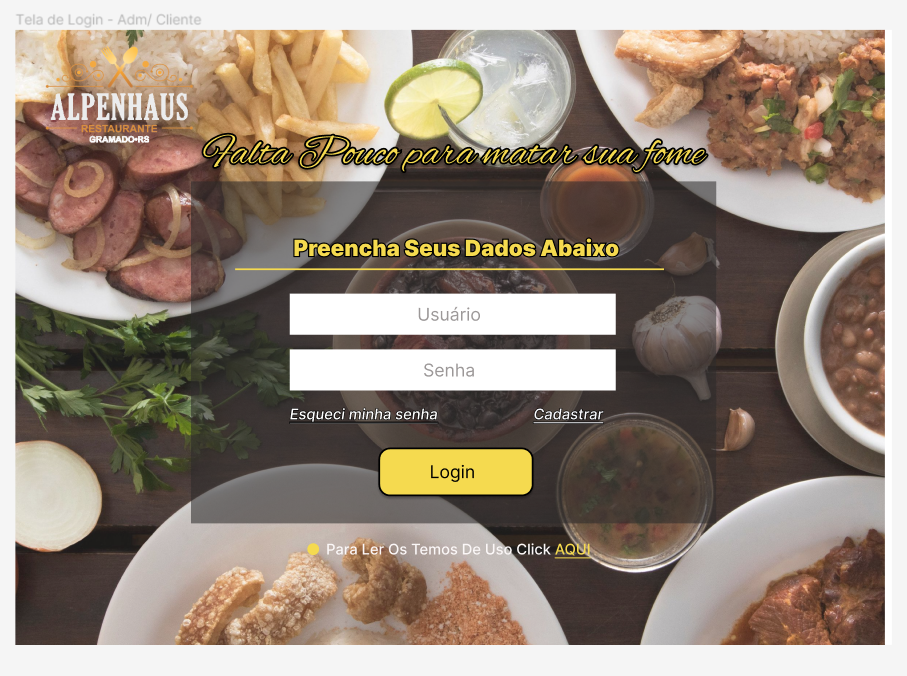 Tela de Login - Adm/ Cliente
ALPENHAUS
RESTAURANTE
GRAMADO•RS
Falta Pouco para matar sua fome
Preencha Seus Dados Abaixo
Usuário
Senha
Esqueci minha senha
Cadastrar
Login
Para Ler Os Temos De Uso Click AQUI